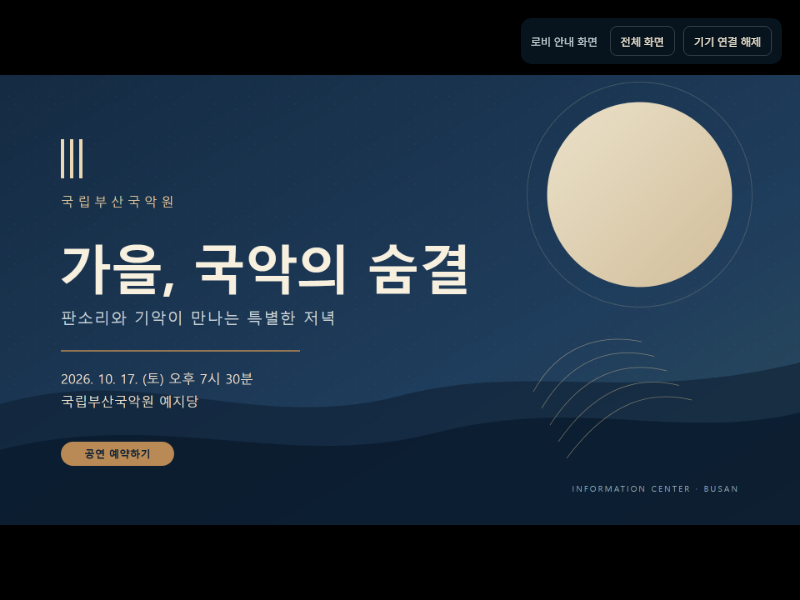 로비 안내 화면 전체 화면 기기 연결 해제
국립부산국악원
가을, 국악의 숨결
판소리와 기악이 만나는 특별한 저녁
2026. 10. 17. (토) 오후 7시 30분
국립부산국악원 예지당
공연 예약하기
INFORMATION CENTER · BUSAN